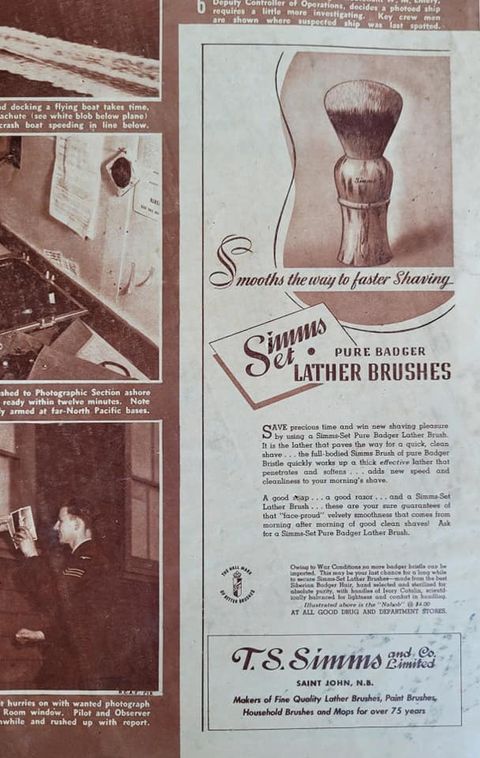 6
Deputy Controller of Operations, decides a photoed ship
requires a little more investigating. Key crew men
are shown where suspected ship was last spotted.
nd docking a flying boat takes time,
achute (see white blob below plane)
crash boat speeding in line below.
shed to Photographic Section ashore
ready within twelve minutes. Note
y armed at far-North Pacific bases.
t hurries on with wanted photograph
Room window. Pilot and Observer
while and rushed up with report.
Simms
Smooths the way to faster Shaving
Simms
Set •
PURE BADGER
LATHER BRUSHES
SAVE precious time and win new shaving pleasure
by using a Simms-Set Pure Badger Lather Brush.
It is the lather that paves the way for a quick, clean
shave . . . the full-bodied Simms Brush of pure Badger
Bristle quickly works up a thick effective lather that
penetrates and softens . . . adds new speed and
cleanliness to your morning's shave.
A good soap . . . a good razor . . . and a Simms-Set
Lather Brush . . . these are your sure guarantees of
that "face-proud" velvety smoothness that comes from
morning after morning of good clean shaves! Ask
for a Simms-Set Pure Badger Lather Brush.
THE HALL MARK
OF BETTER BRUSHES
Owing to War Conditions no more badger bristle can be
imported. This may be your last chance for a long while
to secure Simms-Set Lather Brushes—made from the best
Siberian Badger Hair, hand selected and sterilized for
absolute purity, with handles of Ivory Catalin, scientif-
ically balanced for lightness and comfort in handling.
Illustrated above is the @ $4.00
AT ALL GOOD DRUG AND DEPARTMENT STORES.
T. S. Simms and Co. Limited
SAINT JOHN, N.B.
Makers of Fine Quality Lather Brushes, Paint Brushes,
Household Brushes and Mops for over 75 years